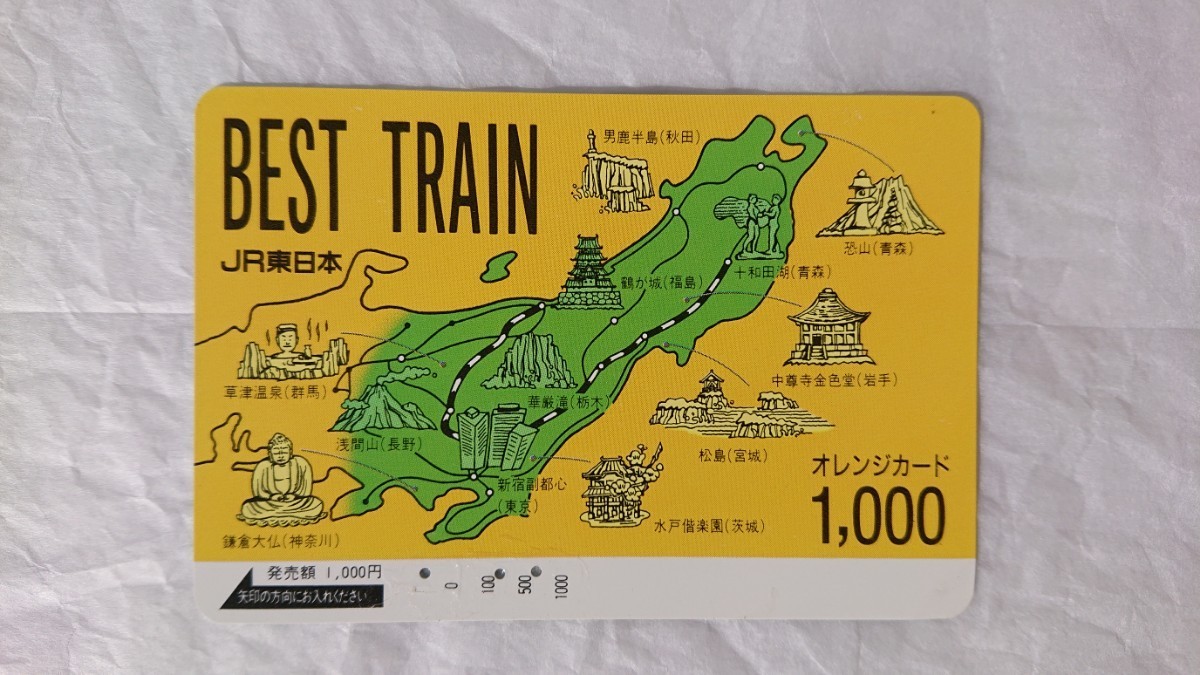 BEST TRAIN
JR東日本
男鹿半島(秋田)
恐山(青森)
十和田湖(青森)
鶴が城(福島)
中尊寺金色堂(岩手)
草津温泉(群馬)
華厳滝(栃木)
浅間山(長野)
松島(宮城)
新宿副都心
(東京)
水戸偕楽園(茨城)
鎌倉大仏(神奈川)
オレンジカード
1,000
発売額 1,000円
矢印の方向にお入れください
0 100 500 1000